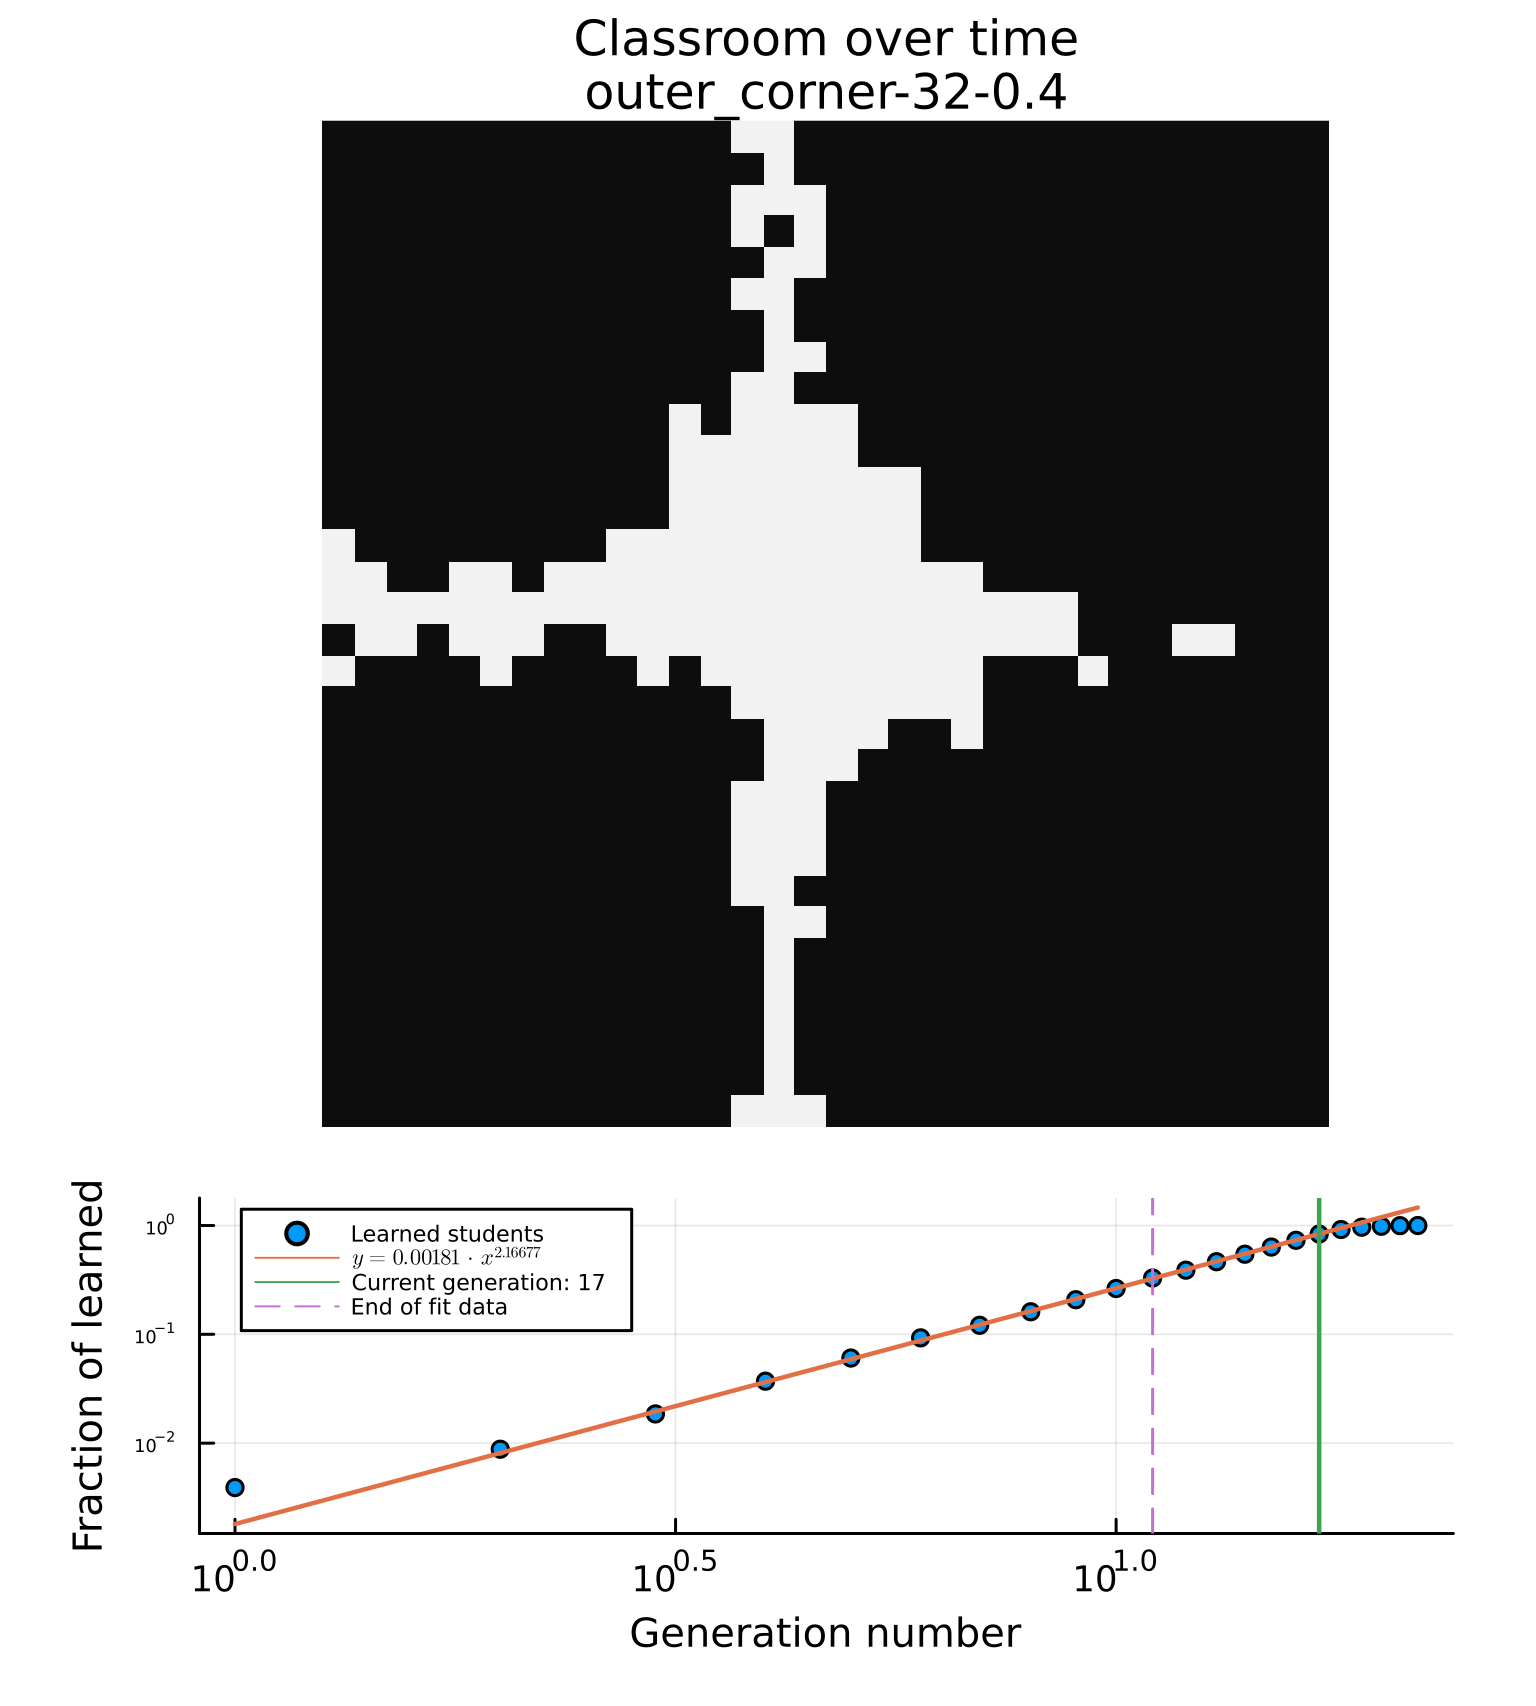 Classroom over time
outer_corner-32-0.4
Fraction of learned
10^0
10^-1
10^-2
Learned students
y = 0.00181 · x^2.16677
Current generation: 17
End of fit data
10^0.0 10^0.5 10^1.0
Generation number